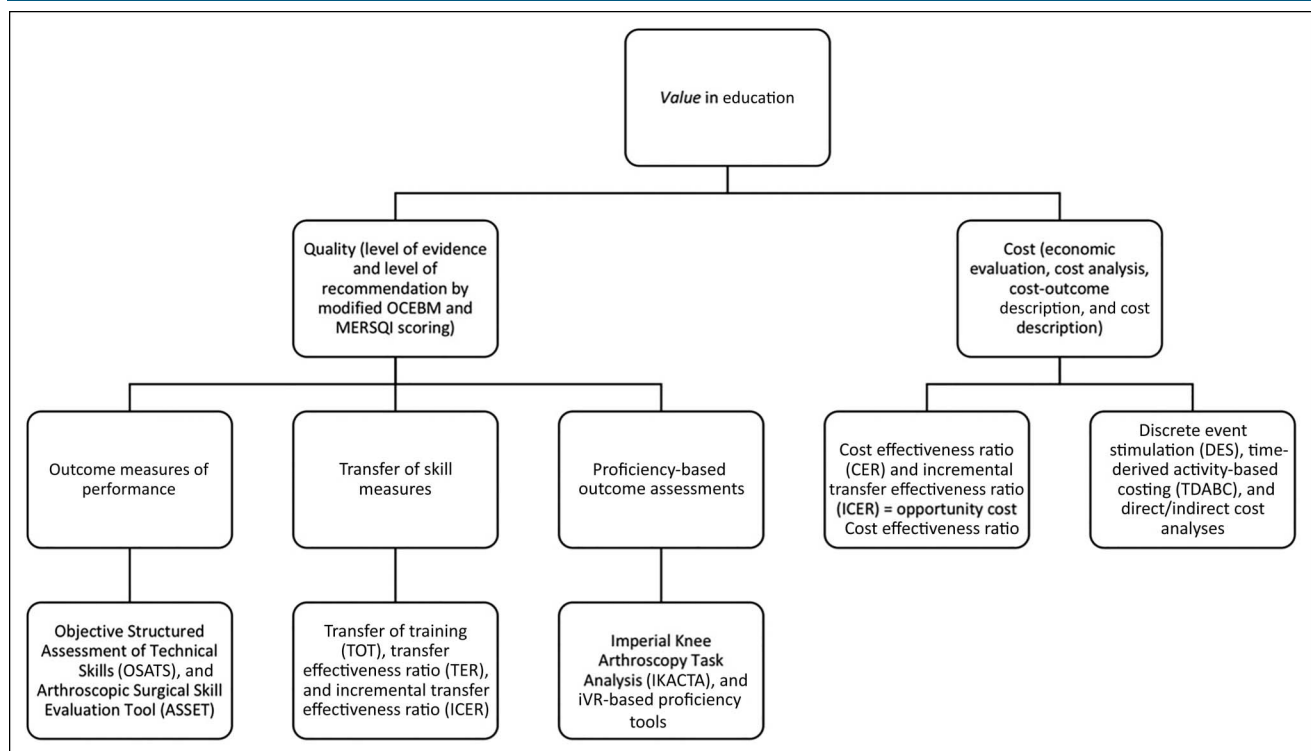 Value in education
Quality (level of evidence
and level of
recommendation by
modified OCEBM and
MERSQI scoring)
Cost (economic
evaluation, cost analysis,
cost-outcome
description, and cost
description)
Outcome measures of
performance
Transfer of skill
measures
Proficiency-based
outcome assessments
Cost effectiveness ratio
(CER) and incremental
transfer effectiveness ratio
(ICER) = opportunity cost
Cost effectiveness ratio
Discrete event
stimulation (DES), time-
derived activity-based
costing (TDABC), and
direct/indirect cost
analyses
Objective Structured
Assessment of Technical
Skills (OSATS), and
Arthroscopic Surgical Skill
Evaluation Tool (ASSET)
Transfer of training
(TOT), transfer
effectiveness ratio (TER),
and incremental transfer
effectiveness ratio (ICER)
Imperial Knee
Arthroscopy Task
Analysis (IKACTA), and
iVR-based proficiency
tools